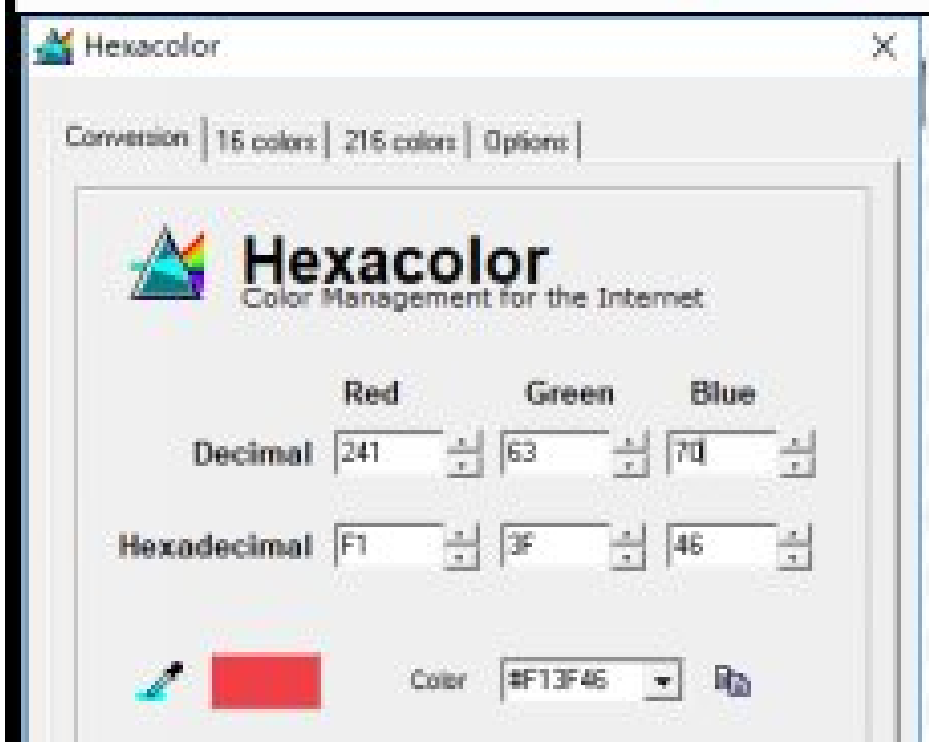 Hexacolor
Conversion 16 colors 216 colors Options
Hexacolor
Color Management for the Internet
Red Green Blue
Decimal 241 63 70
Hexadecimal F1 3F 46
Color #F13F46